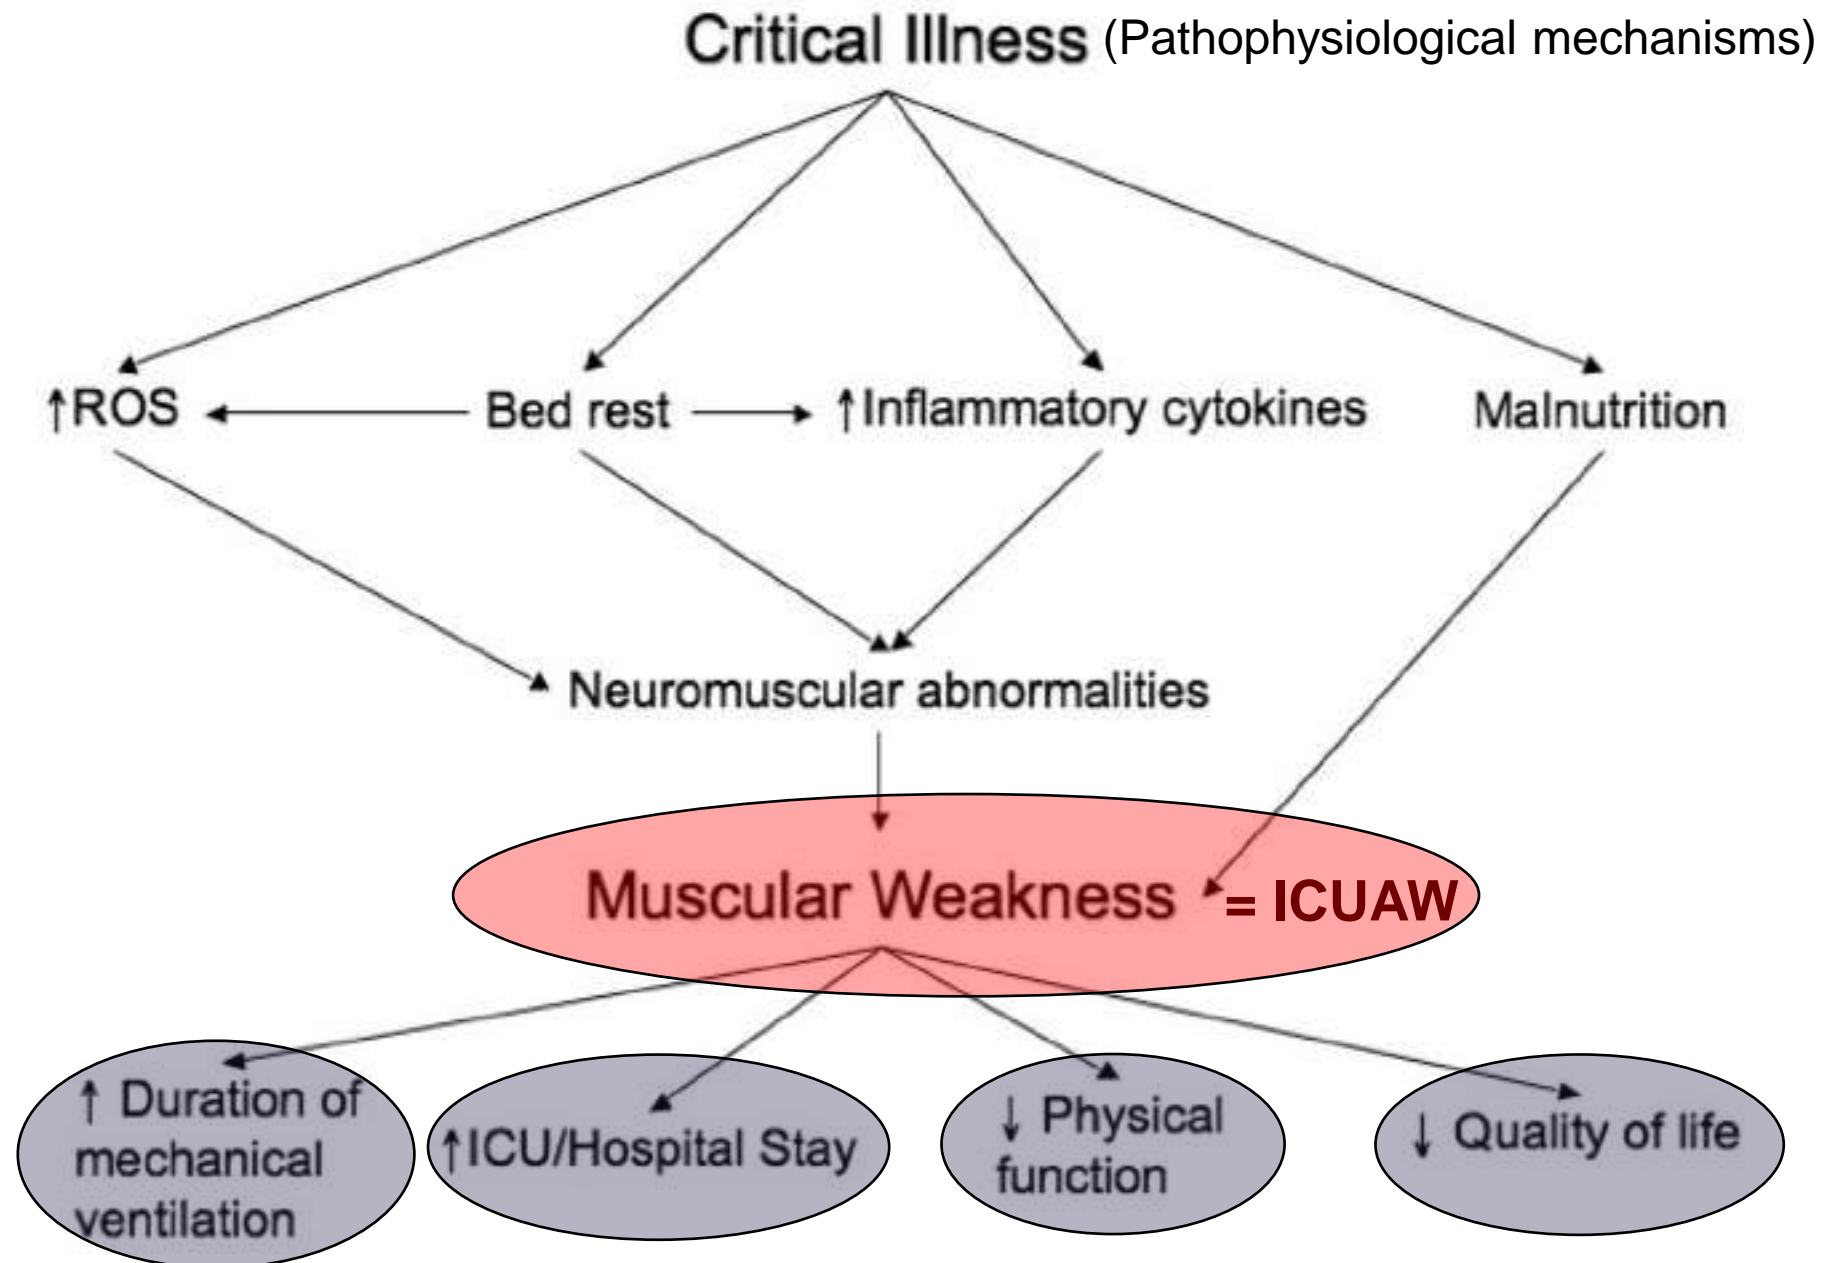 Critical Illness (Pathophysiological mechanisms)
↑ROS
Bed rest
↑Inflammatory cytokines
Malnutrition
Neuromuscular abnormalities
Muscular Weakness = ICUAW
↑ Duration of
mechanical
ventilation
↑ICU/Hospital Stay
↓ Physical
function
↓ Quality of life